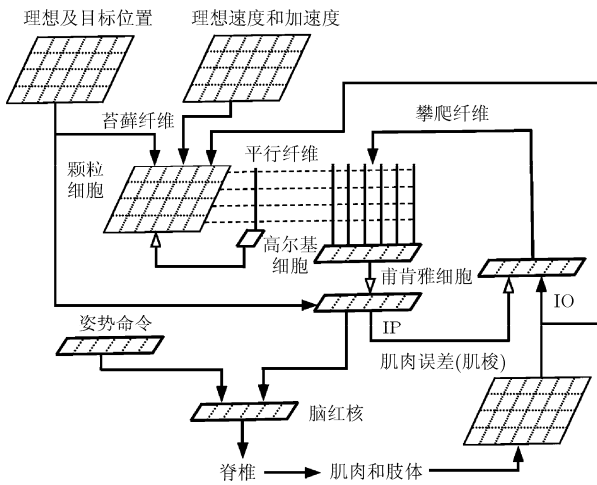 理想及目标位置
理想速度和加速度
苔藓纤维
攀爬纤维
平行纤维
颗粒
细胞
高尔基
细胞
甫肯雅细胞
IO
IP
姿势命令
肌肉误差(肌梭)
脑红核
脊椎
肌肉和肢体